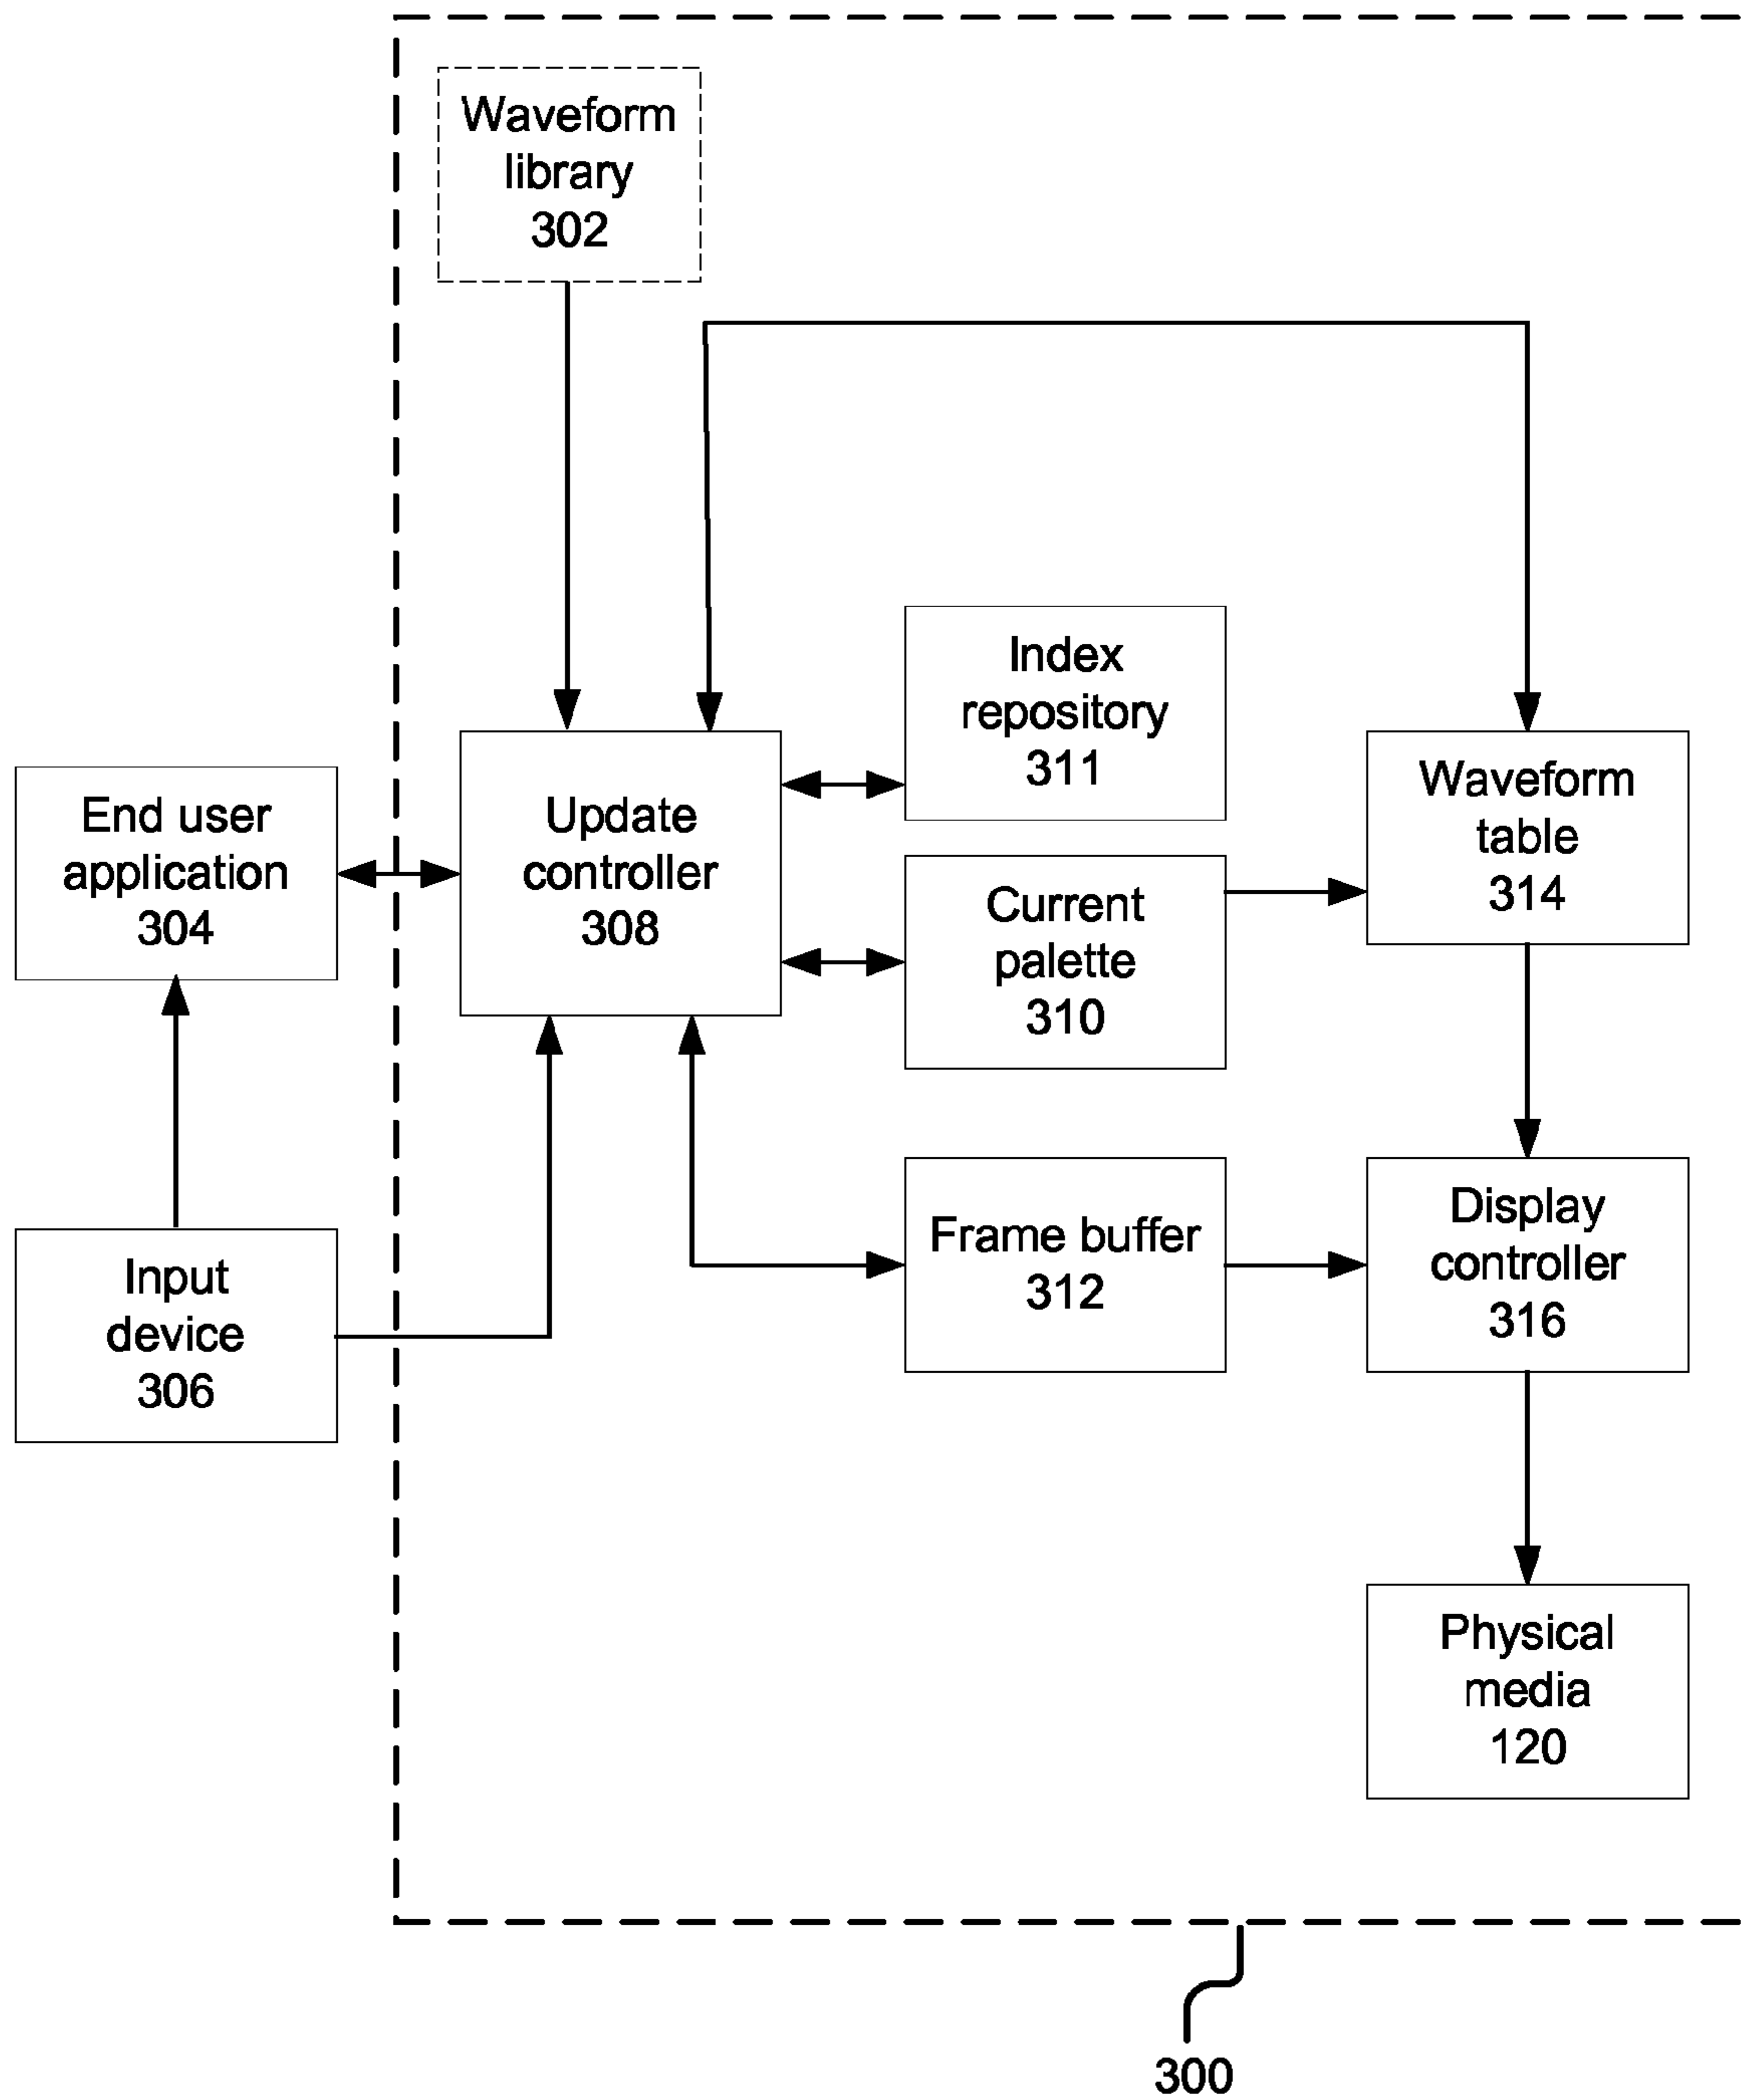 Waveform
library
302
Index
repository
311
Waveform
table
314
End user
application
304
Update
controller
308
Current
palette
310
Input
device
306
Frame buffer
312
Display
controller
316
Physical
media
120
300